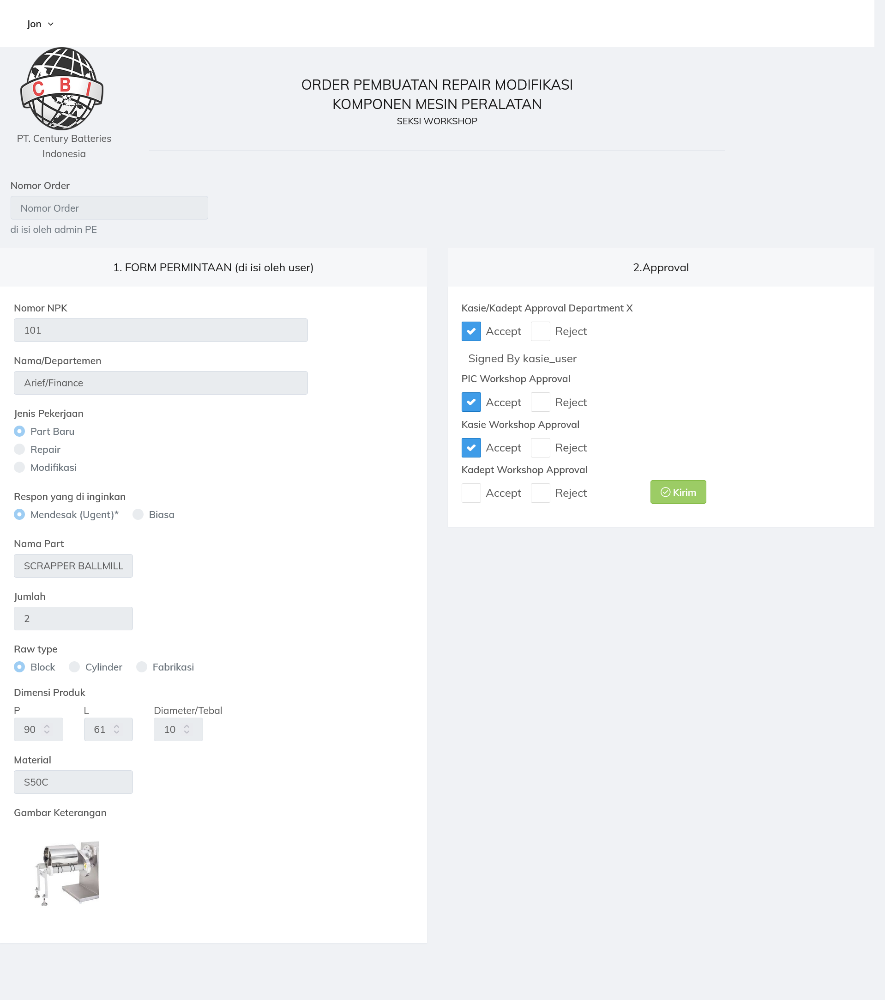 Jon
C B I
PT. Century Batteries
Indonesia
ORDER PEMBUATAN REPAIR MODIFIKASI
KOMPONEN MESIN PERALATAN
SEKSI WORKSHOP
Nomor Order
Nomor Order
di isi oleh admin PE
1. FORM PERMINTAAN (di isi oleh user)
Nomor NPK
101
Nama/Departemen
Arief/Finance
Jenis Pekerjaan
Part Baru
Repair
Modifikasi
Respon yang di inginkan
Mendesak (Ugent)* Biasa
Nama Part
SCRAPPER BALLMILL
Jumlah
2
Raw type
Block Cylinder Fabrikasi
Dimensi Produk
P L Diameter/Tebal
90 61 10
Material
S50C
Gambar Keterangan
2.Approval
Kasie/Kadept Approval Department X
Accept Reject
Signed By kasie_user
PIC Workshop Approval
Accept Reject
Kasie Workshop Approval
Accept Reject
Kadept Workshop Approval
Accept Reject Kirim